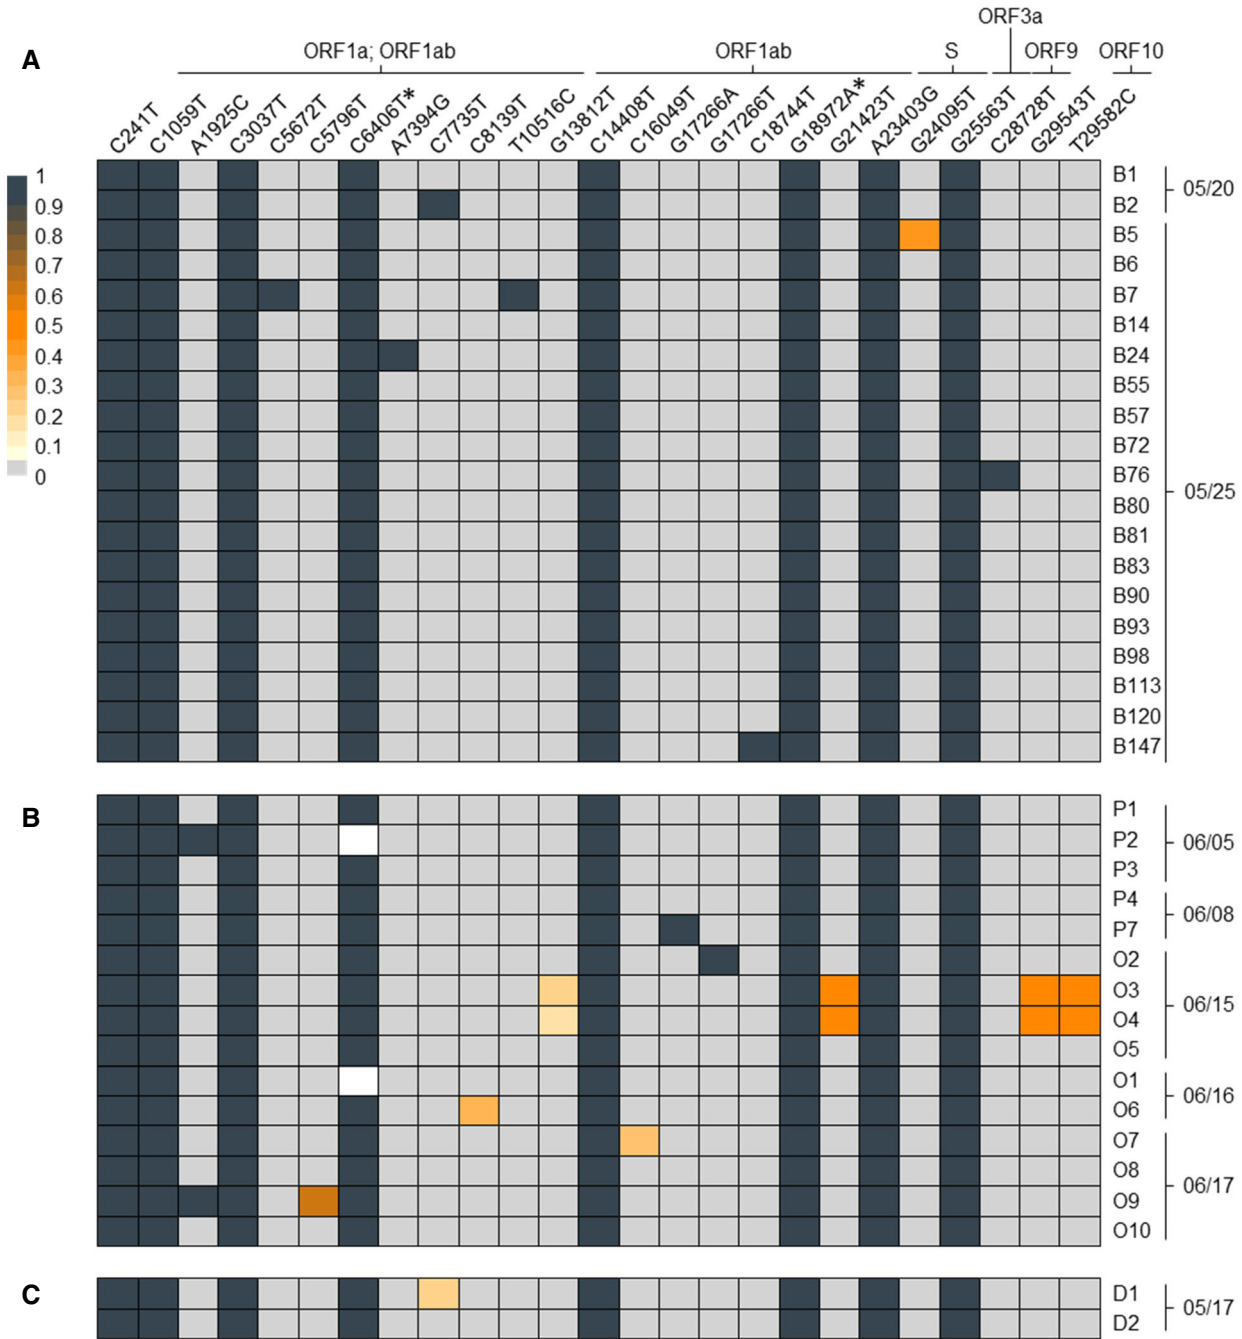 ORF3a
A
ORF1a; ORF1ab
ORF1ab
S
ORF9
ORF10
C241T
C1059T
A1925C
C3037T
C5672T
C5796T
C6406T*
A7394G
C7735T
C8139T
T10516C
G13812T
C14408T
C16049T
G17266A
G17266T
C18744T
G18972A*
G21423T
A23403G
G24095T
G25563T
C28728T
G29543T
T29582C
1
0.9
0.8
0.7
0.6
0.5
0.4
0.3
0.2
0.1
0
B1
B2
05/20
B5
B6
B7
B14
B24
B55
B57
B72
B76
B80
B81
B83
B90
B93
B98
B113
B120
B147
05/25
B
P1
P2
P3
06/05
P4
P7
06/08
O2
O3
O4
O5
06/15
O1
O6
06/16
O7
O8
O9
O10
06/17
C
D1
D2
05/17